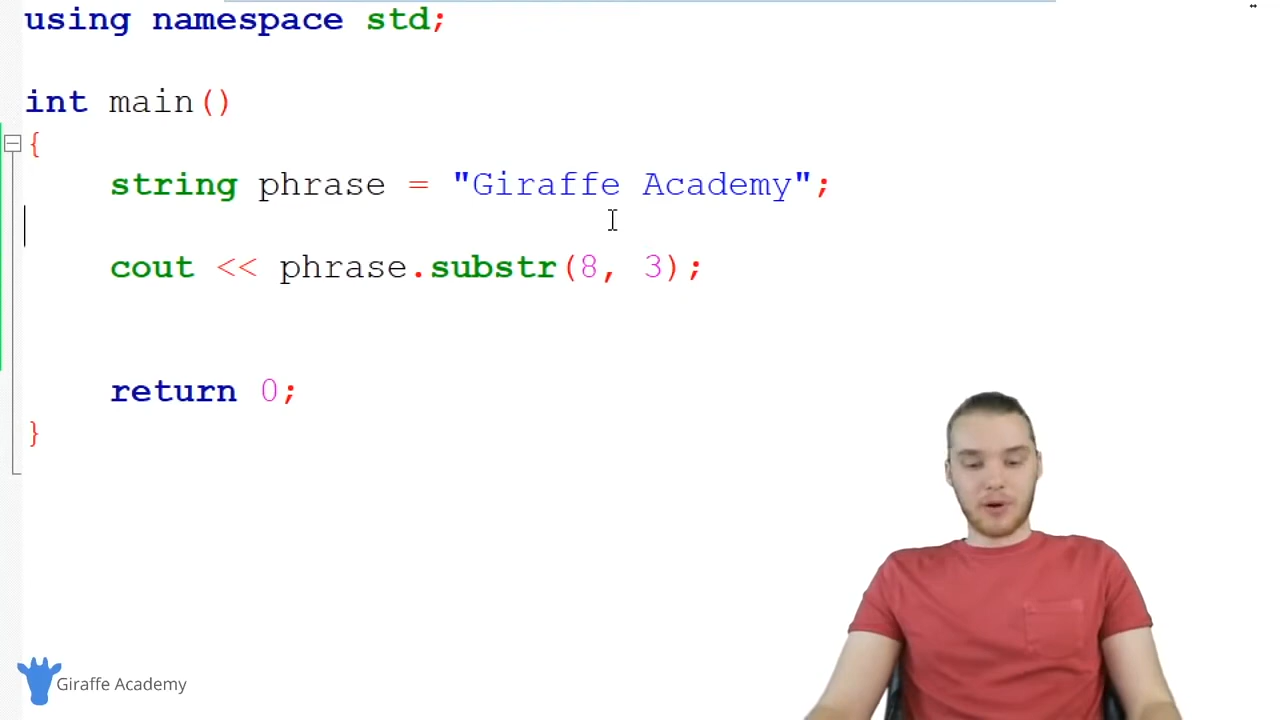 using namespace std;
int main()
{
string phrase = "Giraffe Academy";
cout << phrase.substr(8, 3);
return 0;
}
Giraffe Academy